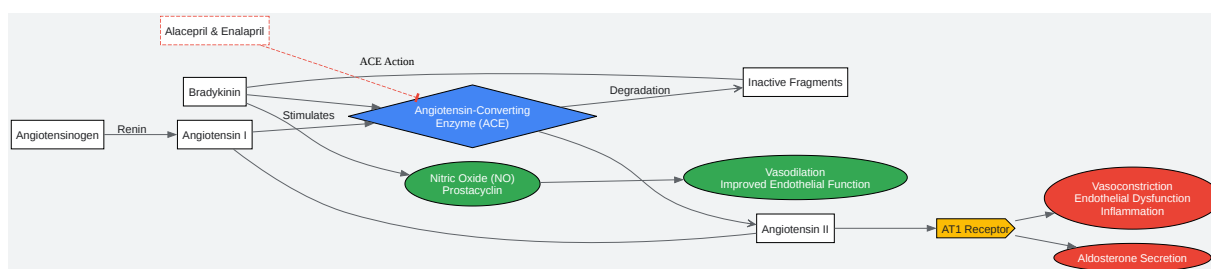 Alacepril & Enalapril
ACE Action
Bradykinin
Inactive Fragments
Degradation
Angiotensin-Converting
Enzyme (ACE)
Stimulates
Angiotensinogen
Renin
Angiotensin I
Nitric Oxide (NO)
Prostacyclin
Vasodilation
Improved Endothelial Function
Vasoconstriction
Endothelial Dysfunction
Inflammation
Angiotensin II
AT1 Receptor
Aldosterone Secretion